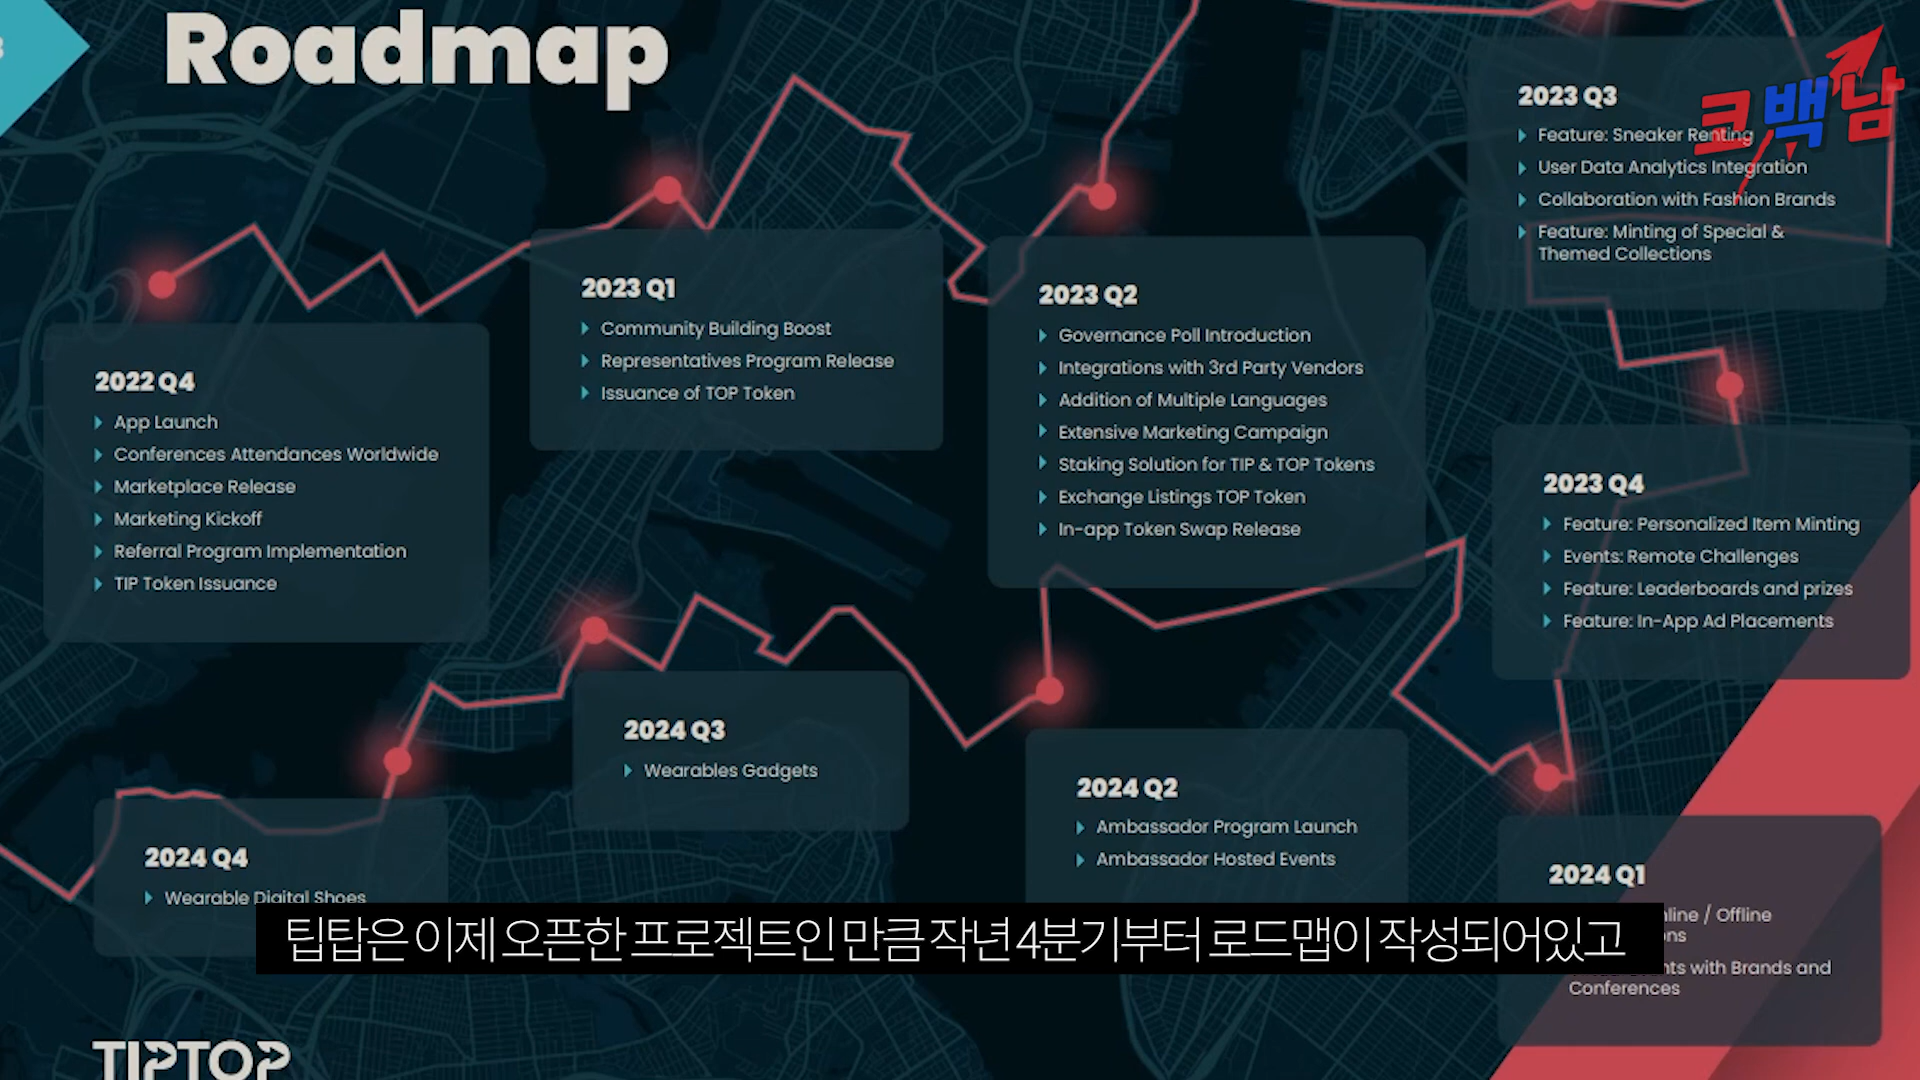 Roadmap
코백남
2022 Q4
App Launch
Conferences Attendances Worldwide
Marketplace Release
Marketing Kickoff
Referral Program Implementation
TIP Token Issuance
2023 Q1
Community Building Boost
Representatives Program Release
Issuance of TOP Token
2023 Q2
Governance Poll Introduction
Integrations with 3rd Party Vendors
Addition of Multiple Languages
Extensive Marketing Campaign
Staking Solution for TIP & TOP Tokens
Exchange Listings TOP Token
In-app Token Swap Release
2023 Q3
Feature: Sneaker Renting
User Data Analytics Integration
Collaboration with Fashion Brands
Feature: Minting of Special &
Themed Collections
2023 Q4
Feature: Personalized Item Minting
Events: Remote Challenges
Feature: Leaderboards and prizes
Feature: In-App Ad Placements
2024 Q1
/ Offline
with Brands and
Conferences
2024 Q2
Ambassador Program Launch
Ambassador Hosted Events
2024 Q3
Wearables Gadgets
2024 Q4
Wearable Digital Shoes
팁탑은 이제 오픈한 프로젝트인 만큼 작년 4분기부터 로드맵이 작성되어있고
TIPTOP